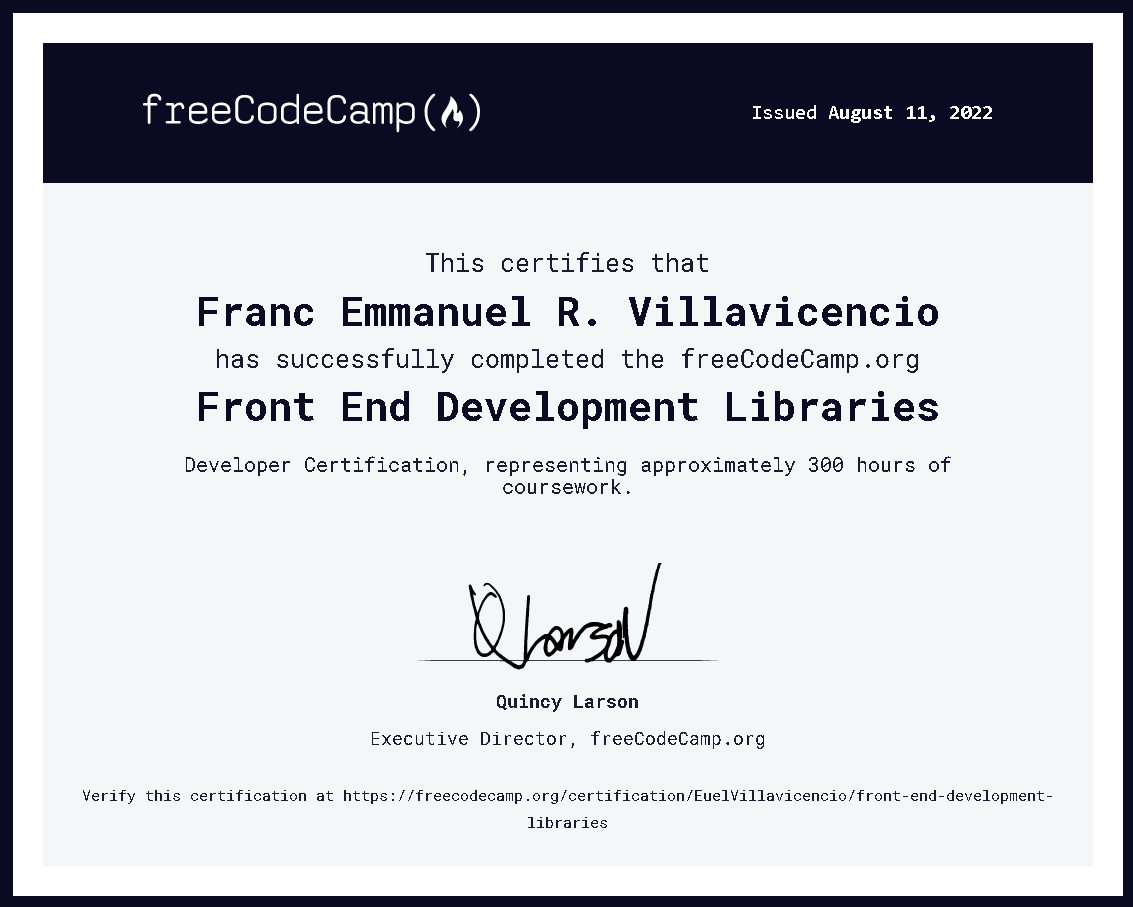 freeCodeCamp(🔥)
Issued August 11, 2022
This certifies that
Franc Emmanuel R. Villavicencio
has successfully completed the freeCodeCamp.org
Front End Development Libraries
Developer Certification, representing approximately 300 hours of
coursework.
Q Larson
Quincy Larson
Executive Director, freeCodeCamp.org
Verify this certification at https://freecodecamp.org/certification/EuelVillavicencio/front-end-development-
libraries